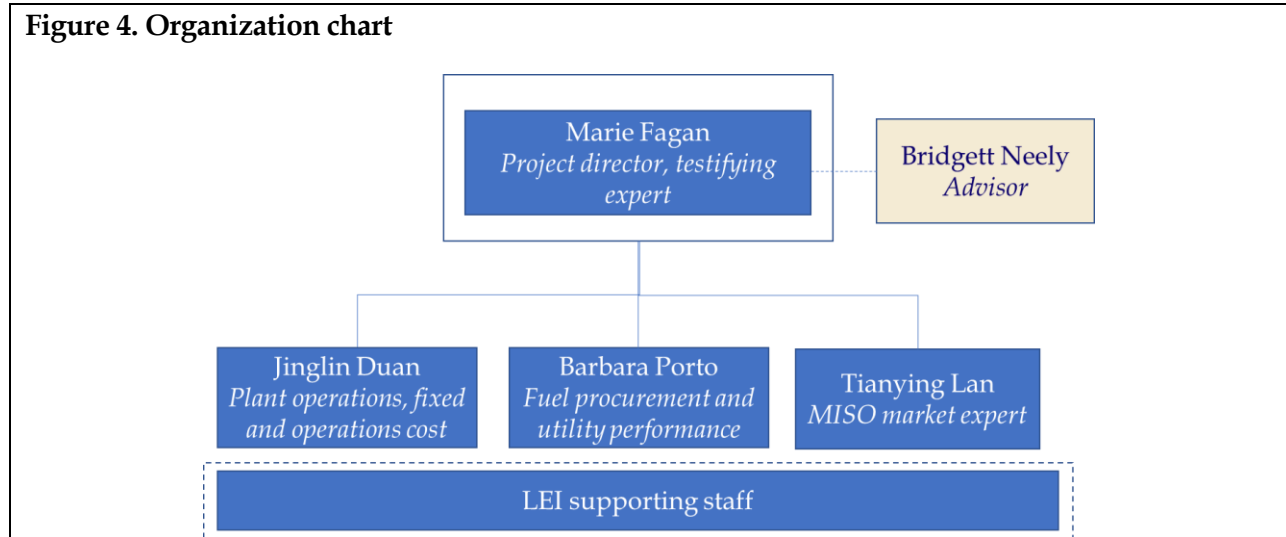 Figure 4. Organization chart
Marie Fagan
Project director, testifying
expert
Bridgett Neely
Advisor
Jinglin Duan
Plant operations, fixed
and operations cost
Barbara Porto
Fuel procurement and
utility performance
Tianying Lan
MISO market expert
LEI supporting staff